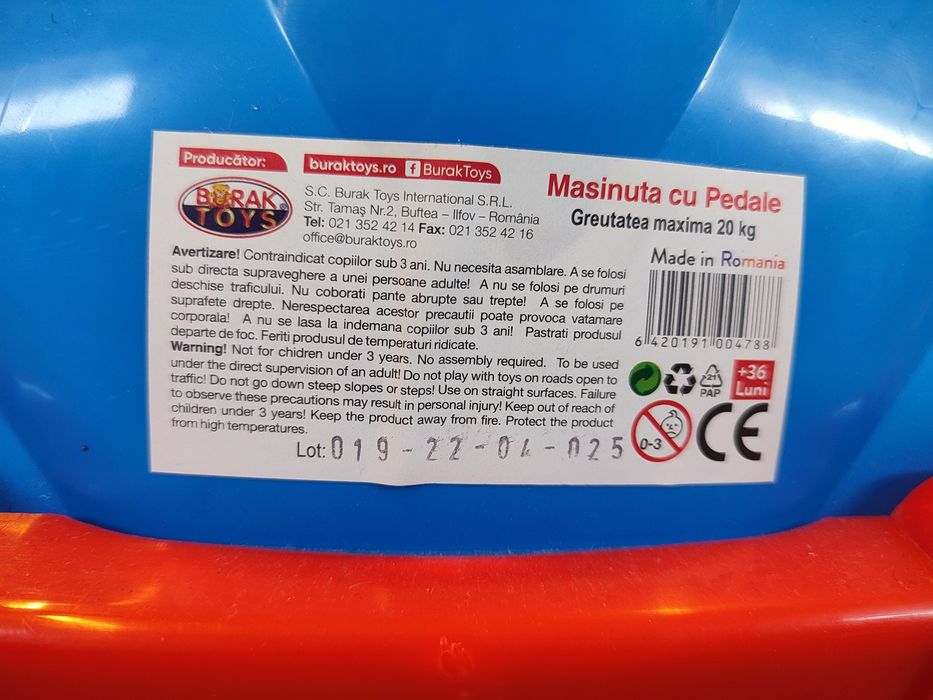 Producător:
BURAK
TOYS
buraktoys.ro f BurakToys
S.C. Burak Toys International S.R.L.
Str. Tamaș Nr.2, Buftea – Ilfov – România
Tel: 021 352 42 14 Fax: 021 352 42 16
office@buraktoys.ro
Masinuta cu Pedale
Greutatea maxima 20 kg
Made in Romania
Avertizare! Contraindicat copiilor sub 3 ani. Nu necesita asamblare. A se folosi
sub directa supraveghere a unei persoane adulte! A nu se folosi pe drumuri
deschise traficului. Nu coborati pante abrupte sau trepte! A se folosi pe
suprafete drepte. Nerespectarea acestor precautii poate provoca vatamare
corporala! A nu se lasa la indemana copiilor sub 3 ani! Pastrati produsul
departe de foc. Feriti produsul de temperaturi ridicate.
Warning! Not for chidren under 3 years. No assembly required. To be used
under the direct supervision of an adult! Do not play with toys on roads open to
traffic! Do not go down steep slopes or steps! Use on straight surfaces. Failure
to observe these precautions may result in personal injury! Keep out of reach of
children under 3 years! Keep the product away from fire. Protect the product
from high temperatures.
6 420191 004788
21
PAP
+36
Luni
0-3
CE
Lot: 019-22-04-025